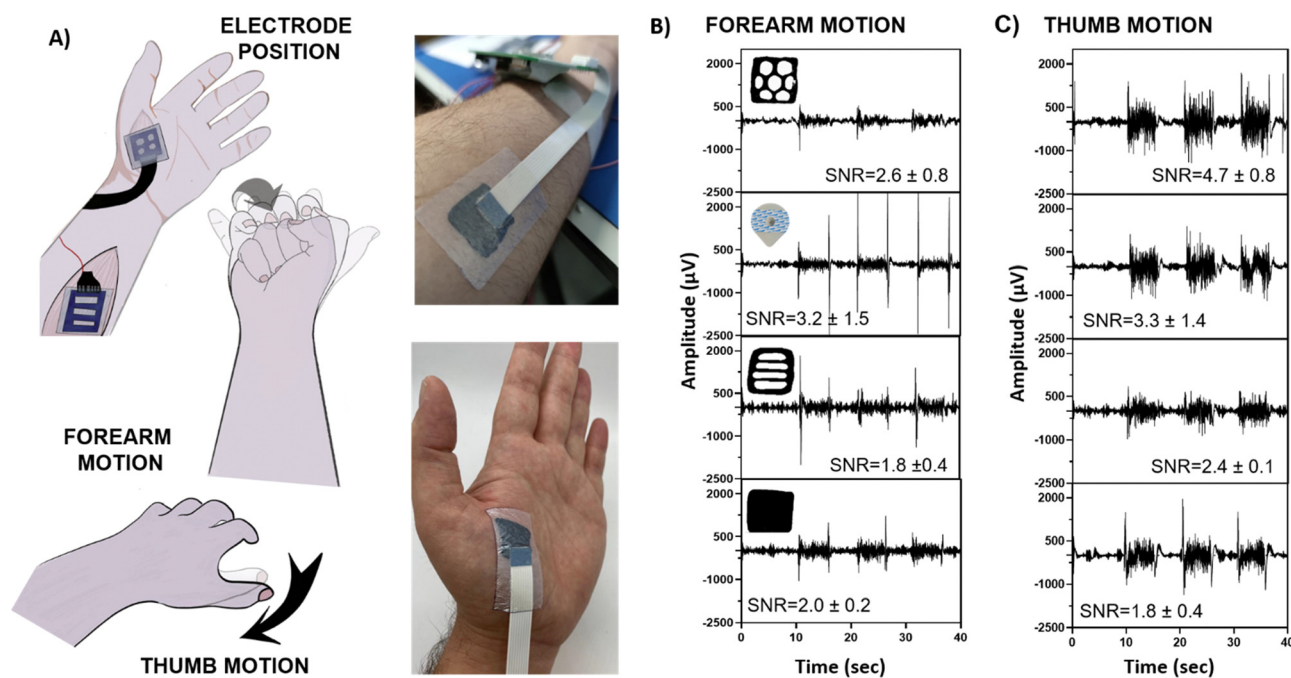 A)
ELECTRODE
POSITION
FOREARM
MOTION
THUMB MOTION
B) FOREARM MOTION
Amplitude (µV)
2000
500
-1000
-2500
SNR=2.6 ± 0.8
2000
500
-1000
-2500
SNR=3.2 ± 1.5
2000
500
-1000
-2500
SNR=1.8 ±0.4
2000
500
-1000
-2500
SNR=2.0 ± 0.2
0 10 20 30 40
Time (sec)
C) THUMB MOTION
Amplitude (µV)
2000
500
-1000
-2500
SNR=4.7 ± 0.8
2000
500
-1000
-2500
SNR=3.3 ± 1.4
2000
500
-1000
-2500
SNR=2.4 ± 0.1
2000
500
-1000
-2500
SNR=1.8 ± 0.4
0 10 20 30 40
Time (sec)